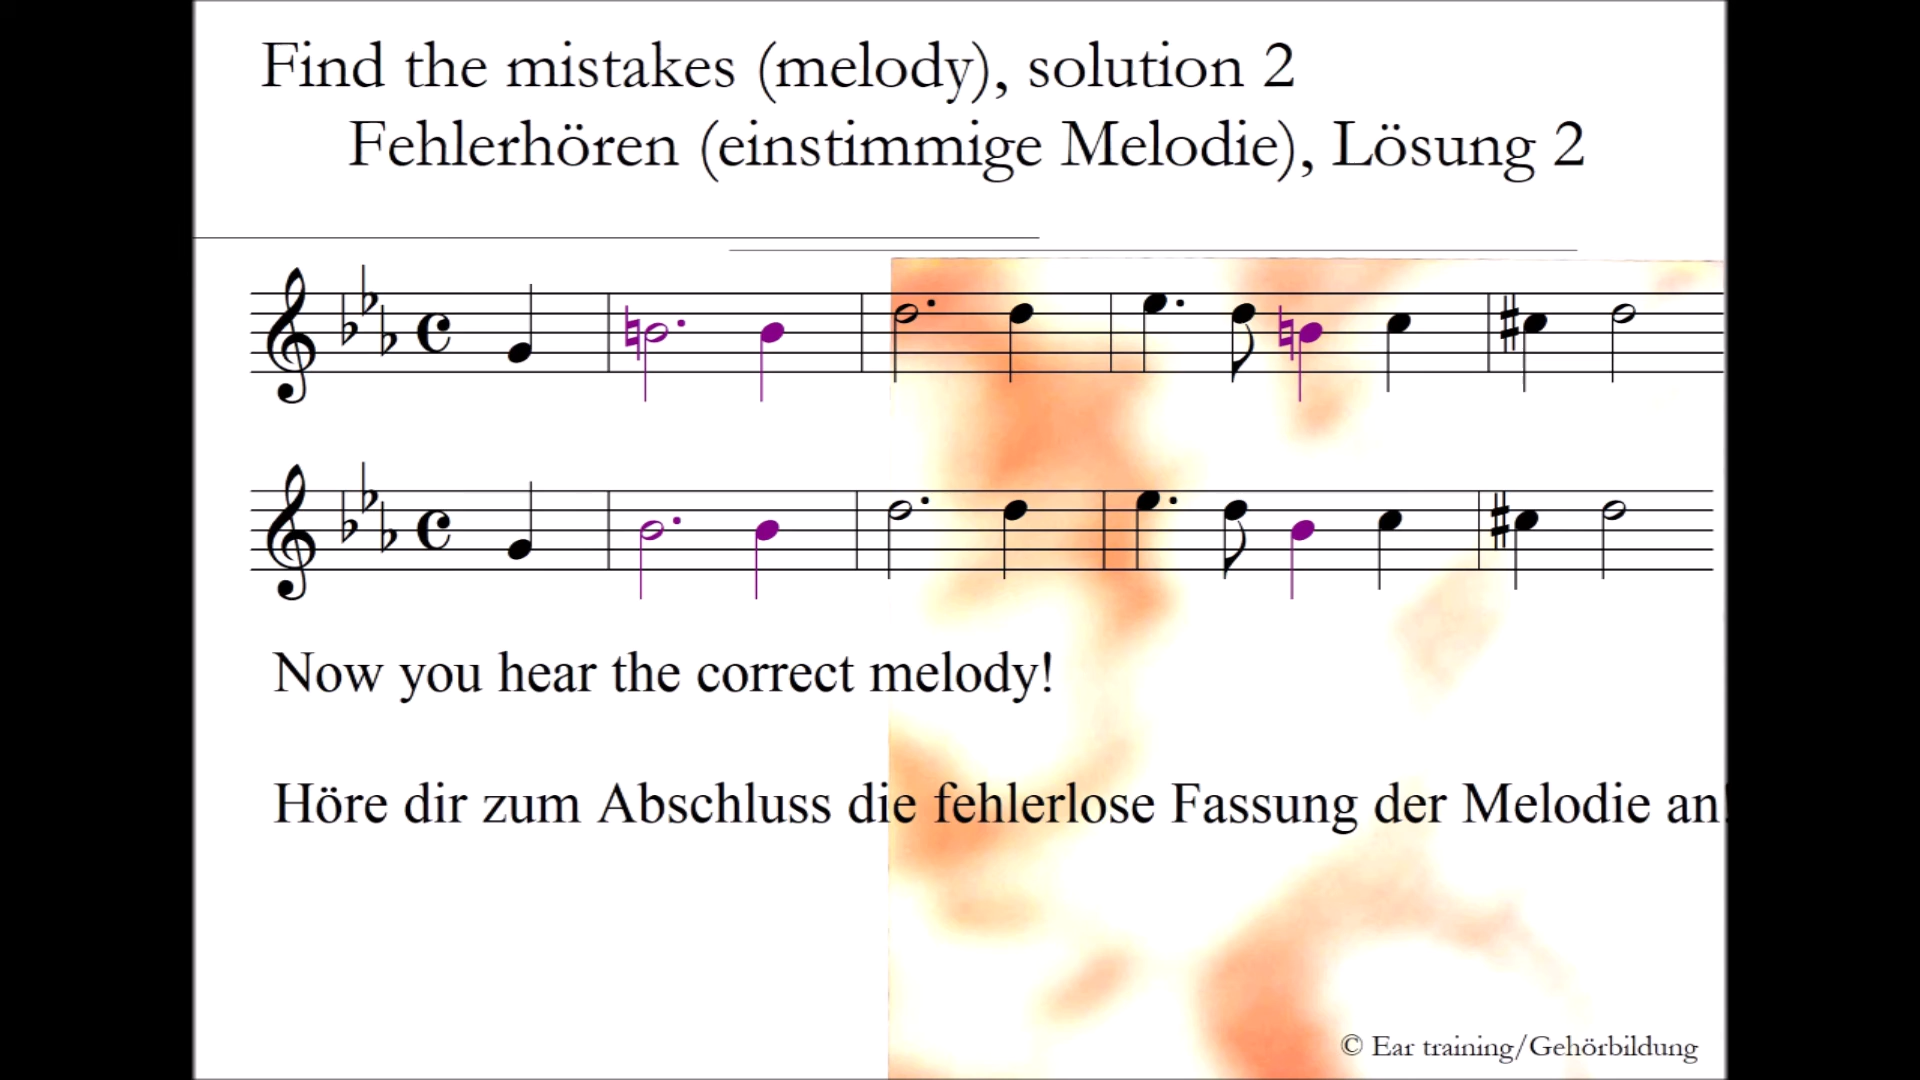 Find the mistakes (melody), solution 2
Fehlerhören (einstimmige Melodie), Lösung 2
Now you hear the correct melody!
Höre dir zum Abschluss die fehlerlose Fassung der Melodie an!
© Ear training/Gehörbildung